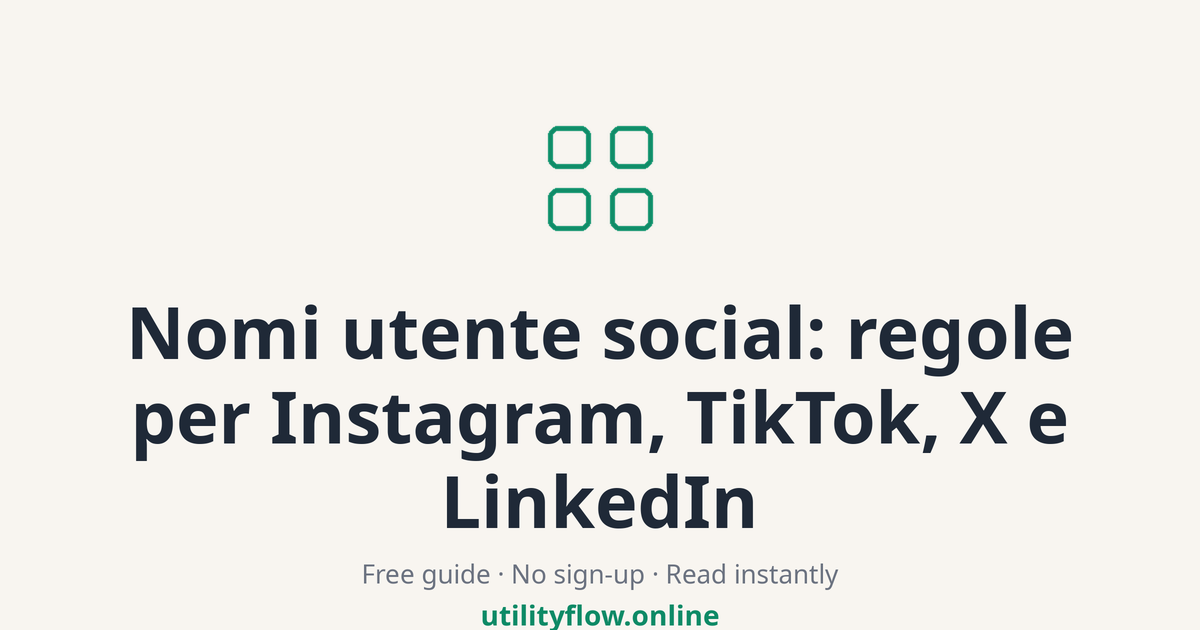 Nomi utente social: regole
per Instagram, TikTok, X e
LinkedIn
Free guide · No sign-up · Read instantly
utilityflow.online